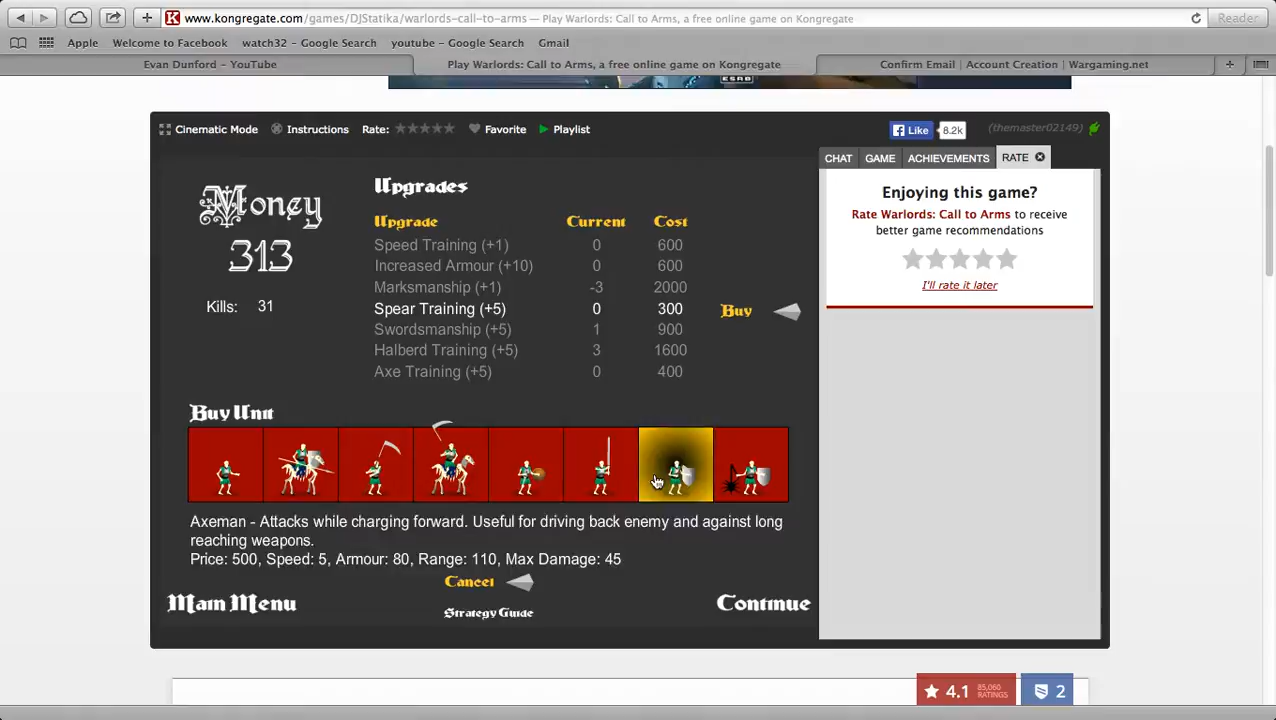 www.kongregate.com/games/DJStatika/warlords-call-to-arms — Play Warlords: Call to Arms, a free online game on Kongregate
Reader
Apple Welcome to Facebook watch32 - Google Search youtube - Google Search Gmail
Evan Dunford - YouTube Play Warlords: Call to Arms, a free online game on Kongregate Confirm Email | Account Creation | Wargaming.net
ESRB
Cinematic Mode Instructions Rate: Favorite Playlist Like 8.2k (themaster02149)
CHAT GAME ACHIEVEMENTS RATE
Money
313
Kills: 31
Upgrades
Upgrade Current Cost
Speed Training (+1) 0 600
Increased Armour (+10) 0 600
Marksmanship (+1) -3 2000
Spear Training (+5) 0 300
Swordsmanship (+5) 1 900
Halberd Training (+5) 3 1600
Axe Training (+5) 0 400
Buy
Enjoying this game?
Rate Warlords: Call to Arms to receive
better game recommendations
I'll rate it later
Buy Unit
Axeman - Attacks while charging forward. Useful for driving back enemy and against long
reaching weapons.
Price: 500, Speed: 5, Armour: 80, Range: 110, Max Damage: 45
Cancel
Main Menu Strategy Guide Continue
4.1 85,060
RATINGS
2